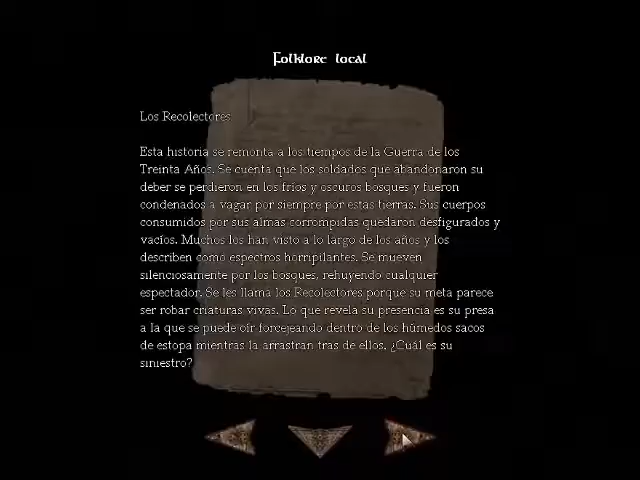 Folklore local
Los Recolectores
Esta historia se remonta a los tiempos de la Guerra de los
Treinta Años. Se cuenta que los soldados que abandonaron su
deber se perdieron en los fríos y oscuros bosques y fueron
condenados a vagar por siempre por estas tierras. Sus cuerpos
consumidos por sus almas corrompidas quedaron desfigurados y
vacíos. Muchos los han visto a lo largo de los años y los
describen como espectros horripilantes. Se mueven
silenciosamente por los bosques, rehuyendo cualquier
espectador. Se les llama los Recolectores porque su meta parece
ser robar criaturas vivas. Lo que revela su presencia es su presa
a la que se puede oír forcejeando dentro de los húmedos sacos
de estopa mientras la arrastran tras de ellos. ¿Cuál es su
siniestro?